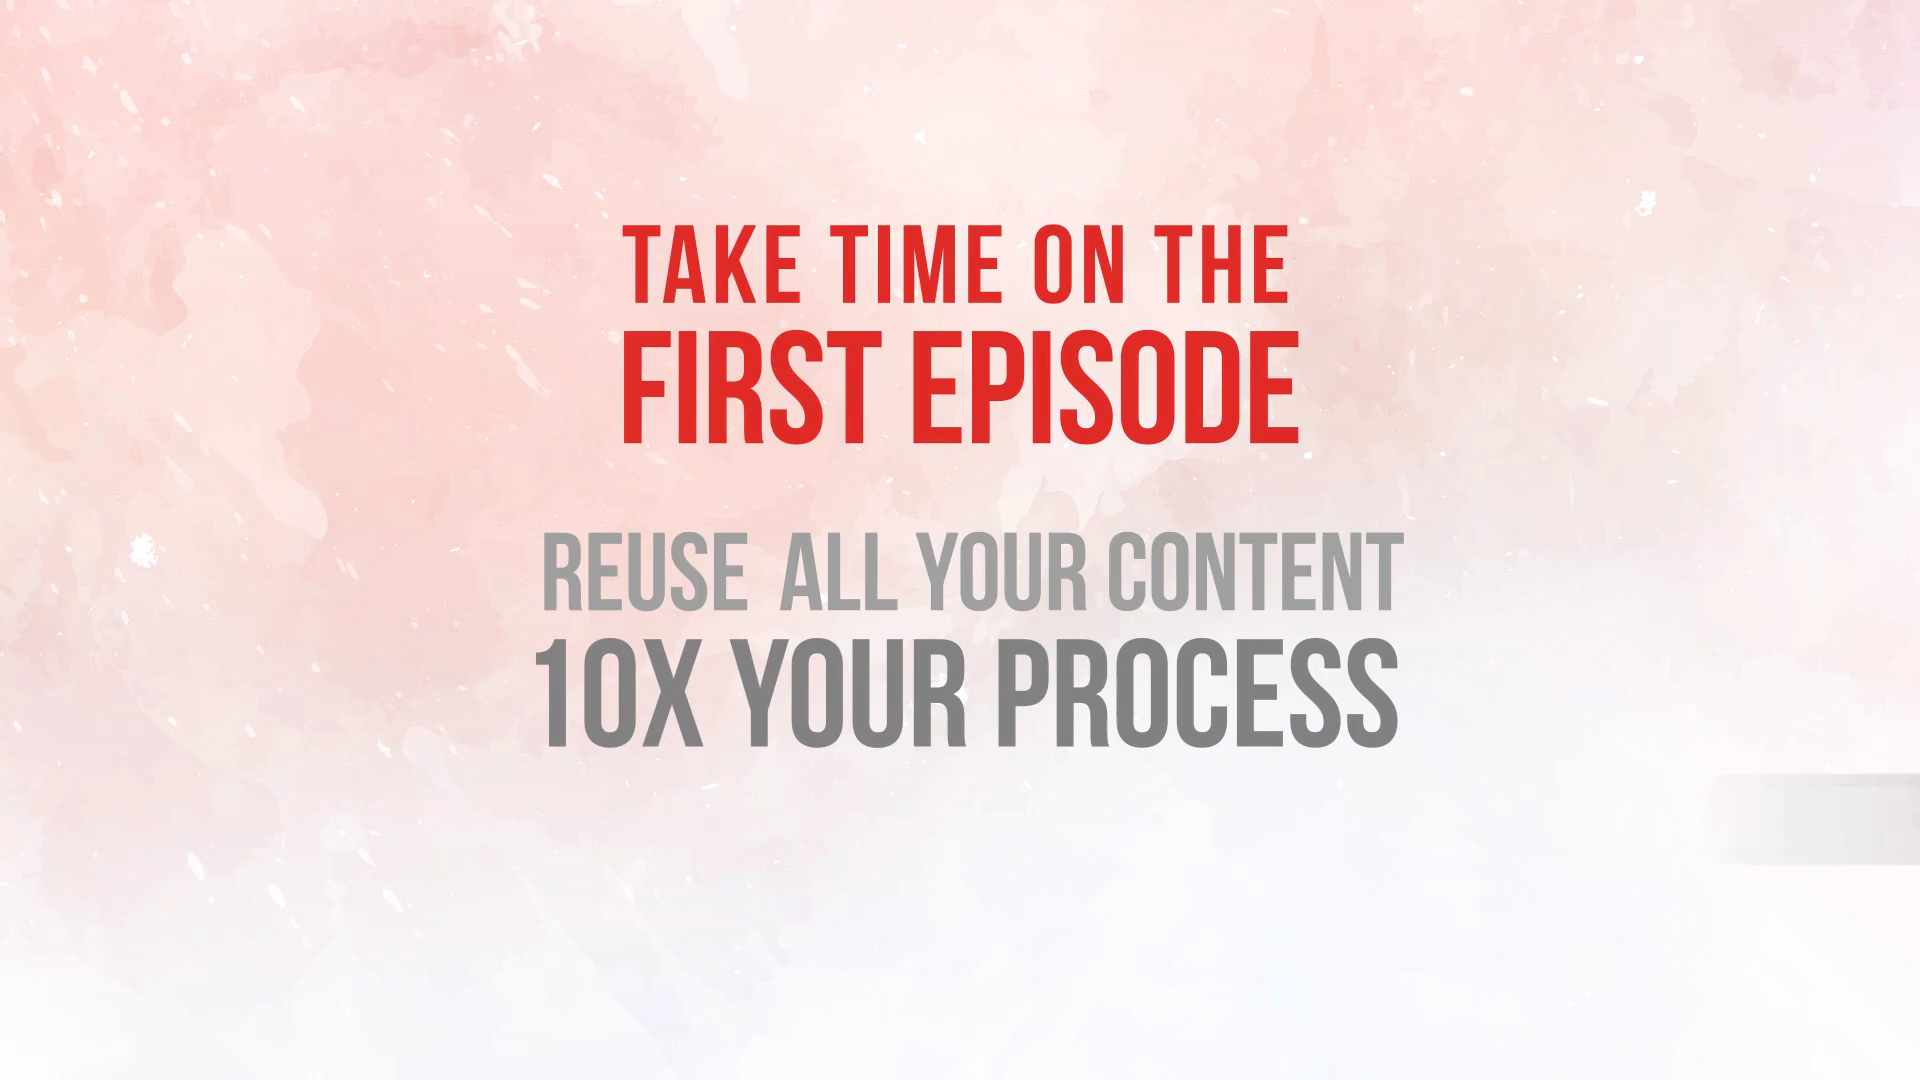 TAKE TIME ON THE
FIRST EPISODE
REUSE ALL YOUR CONTENT
10X YOUR PROCESS